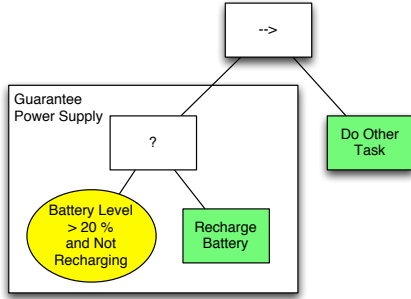 -->
Guarantee
Power Supply
?
Do Other
Task
Battery Level
> 20 %
and Not
Recharging
Recharge
Battery